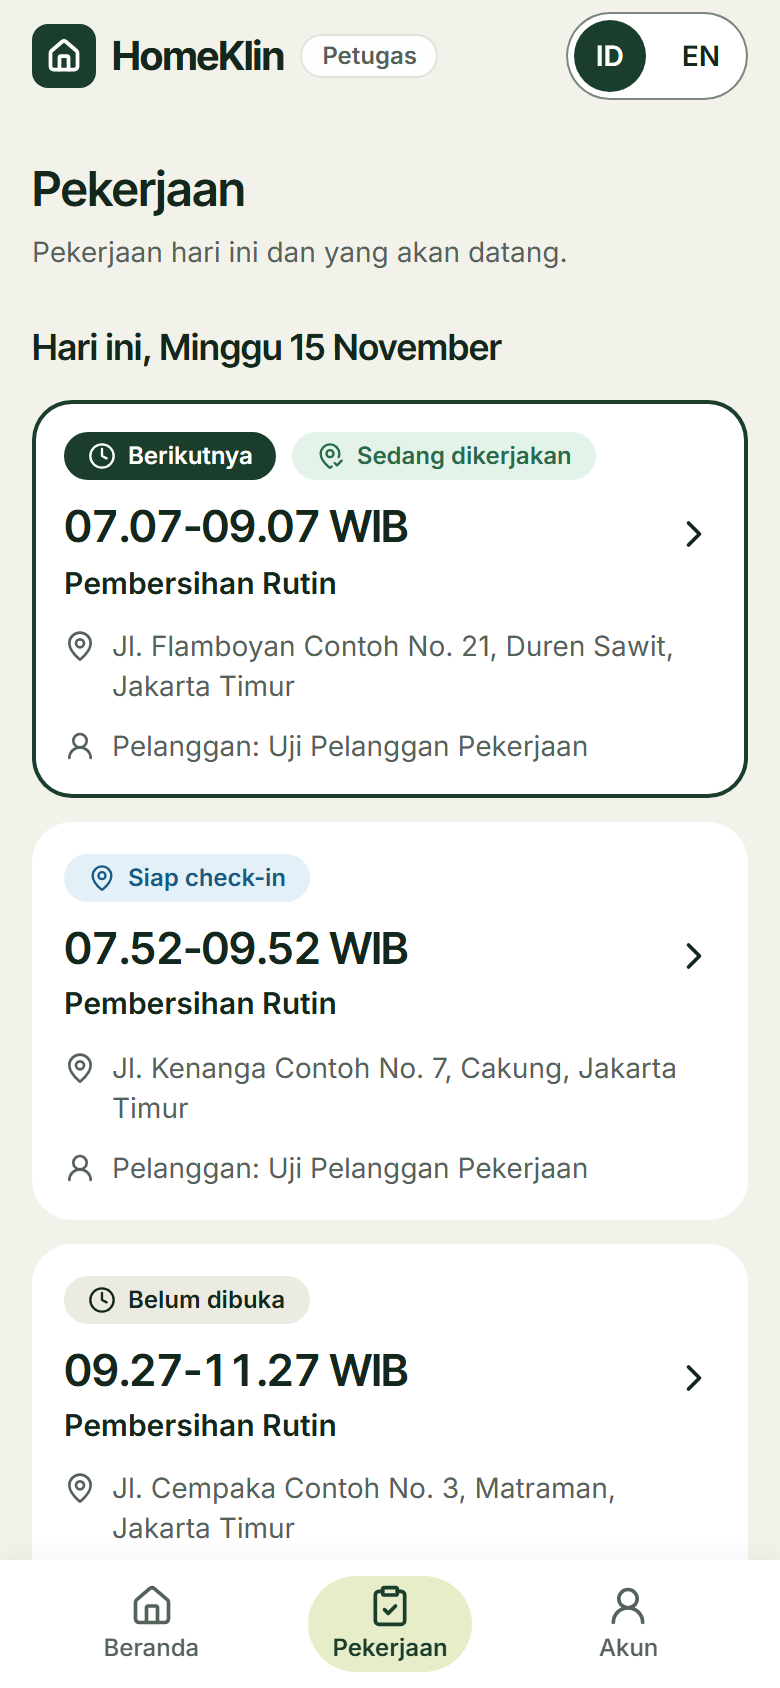 HomeKlin
Petugas
ID
EN
Pekerjaan
Pekerjaan hari ini dan yang akan datang.
Hari ini, Minggu 15 November
Berikutnya
Sedang dikerjakan
07.07-09.07 WIB
Pembersihan Rutin
Jl. Flamboyan Contoh No. 21, Duren Sawit,
Jakarta Timur
Pelanggan: Uji Pelanggan Pekerjaan
Siap check-in
07.52-09.52 WIB
Pembersihan Rutin
Jl. Kenanga Contoh No. 7, Cakung, Jakarta
Timur
Pelanggan: Uji Pelanggan Pekerjaan
Belum dibuka
09.27-11.27 WIB
Pembersihan Rutin
Jl. Cempaka Contoh No. 3, Matraman,
Jakarta Timur
Beranda
Pekerjaan
Akun